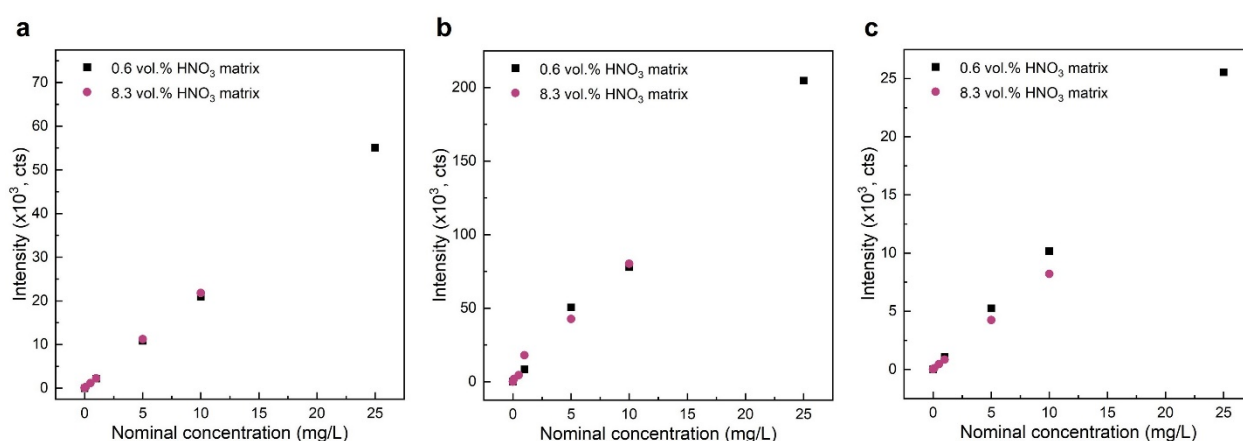 a
70
60
50
40
30
20
10
0
0 5 10 15 20 25
Intensity (x10³, cts)
Nominal concentration (mg/L)
0.6 vol.% HNO₃ matrix
8.3 vol.% HNO₃ matrix
b
200
150
100
50
0
0 5 10 15 20 25
Intensity (x10³, cts)
Nominal concentration (mg/L)
0.6 vol.% HNO₃ matrix
8.3 vol.% HNO₃ matrix
c
25
20
15
10
5
0
0 5 10 15 20 25
Intensity (x10³, cts)
Nominal concentration (mg/L)
0.6 vol.% HNO₃ matrix
8.3 vol.% HNO₃ matrix